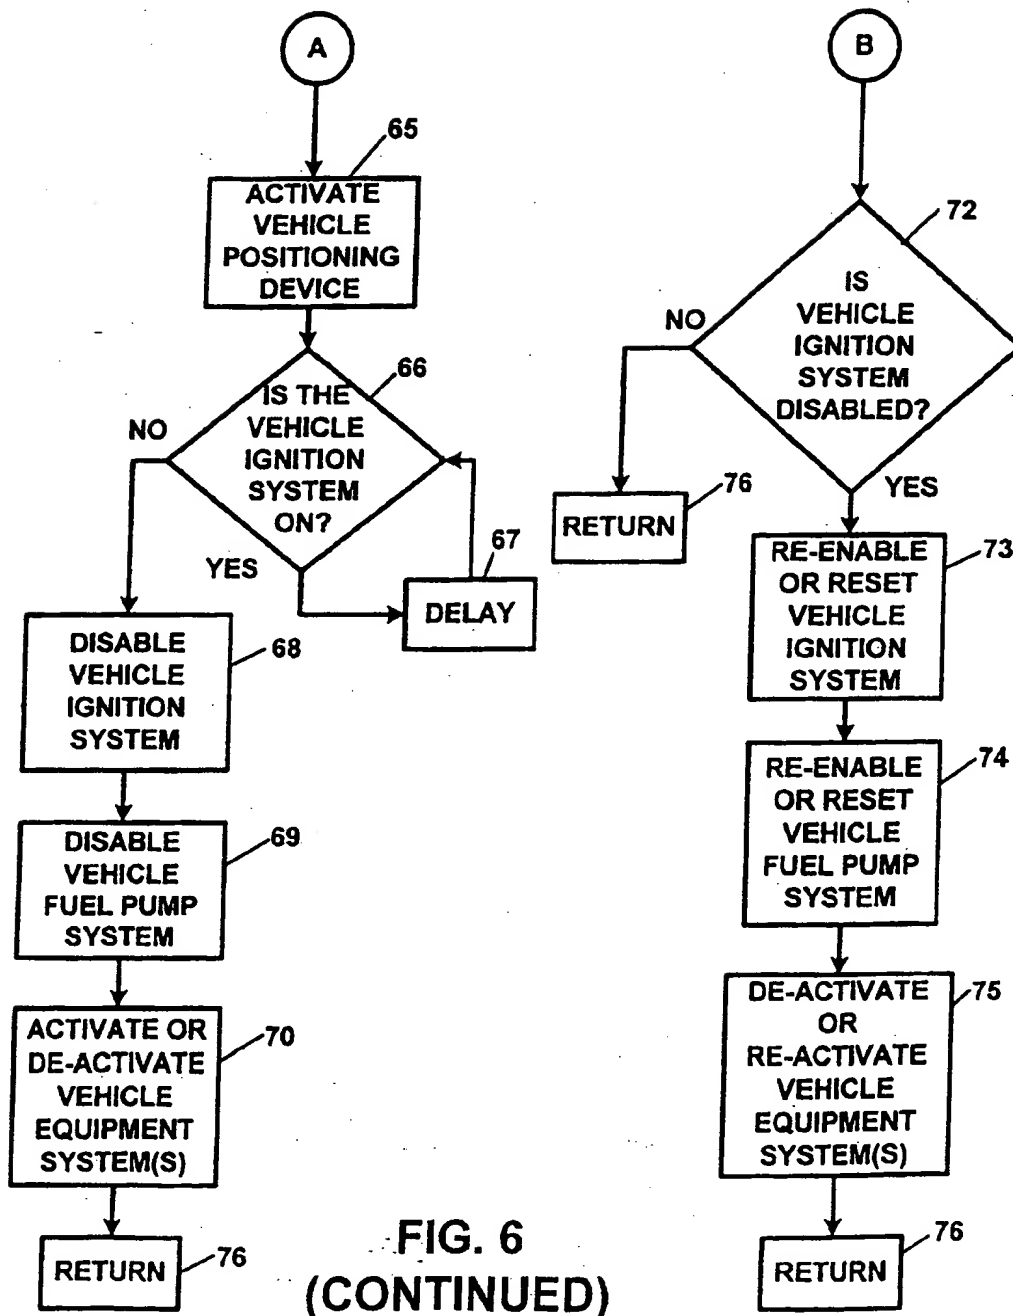 A
65
ACTIVATE
VEHICLE
POSITIONING
DEVICE
66
IS THE
VEHICLE
IGNITION
SYSTEM
ON?
NO
YES
67
DELAY
68
DISABLE
VEHICLE
IGNITION
SYSTEM
69
DISABLE
VEHICLE
FUEL PUMP
SYSTEM
70
ACTIVATE OR
DE-ACTIVATE
VEHICLE
EQUIPMENT
SYSTEM(S)
RETURN
76
B
72
IS
VEHICLE
IGNITION
SYSTEM
DISABLED?
NO
76
RETURN
YES
73
RE-ENABLE
OR RESET
VEHICLE
IGNITION
SYSTEM
74
RE-ENABLE
OR RESET
VEHICLE
FUEL PUMP
SYSTEM
75
DE-ACTIVATE
OR
RE-ACTIVATE
VEHICLE
EQUIPMENT
SYSTEM(S)
76
RETURN
FIG. 6
(CONTINUED)